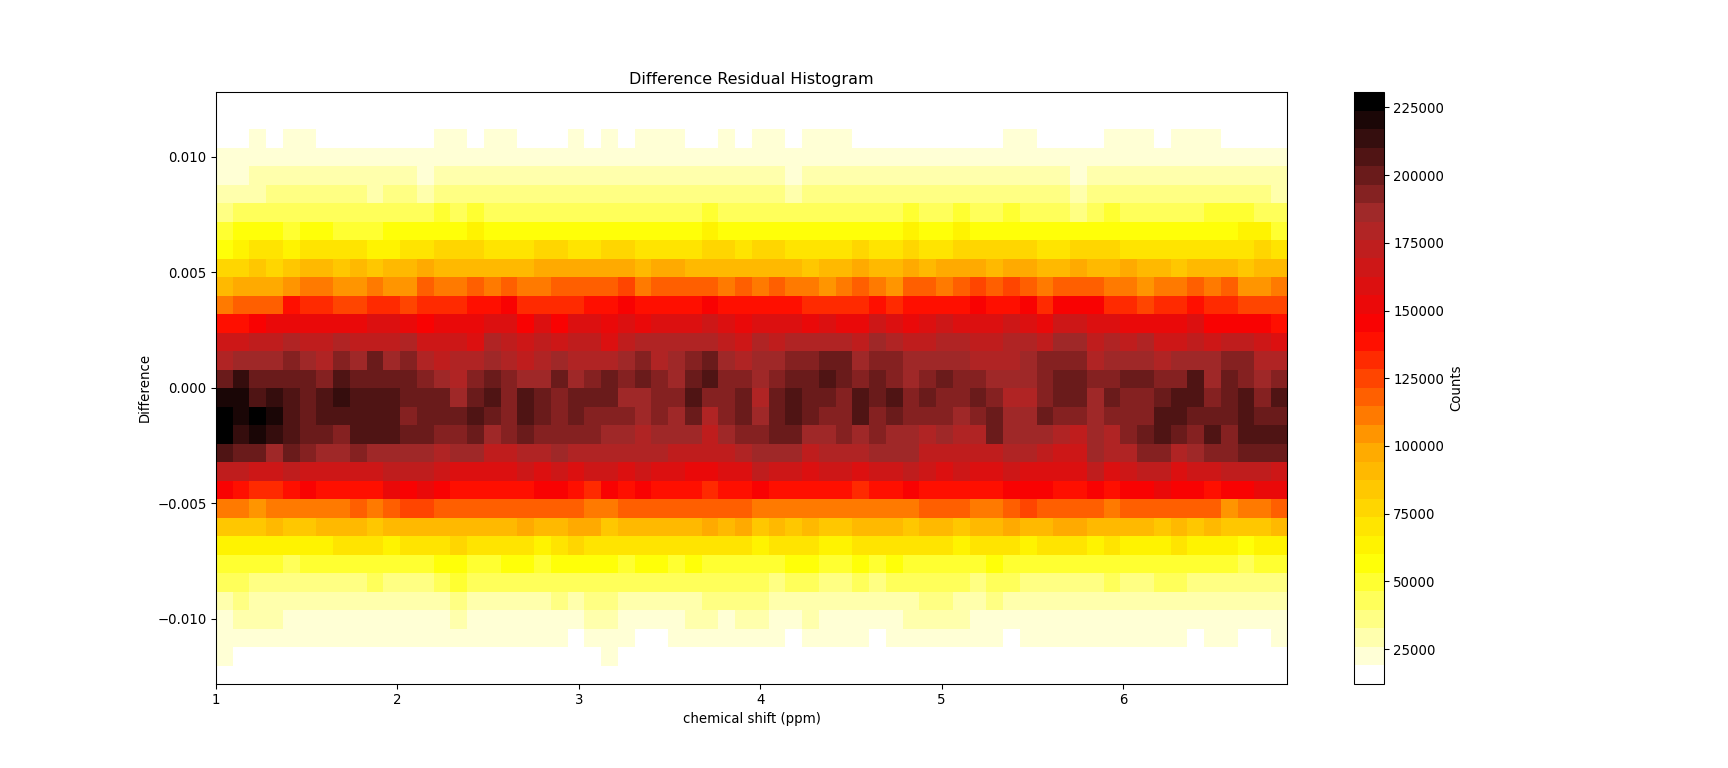 Difference Residual Histogram
0.010
0.005
0.000
−0.005
−0.010
Difference
1 2 3 4 5 6
chemical shift (ppm)
225000
200000
175000
150000
125000
100000
75000
50000
25000
Counts